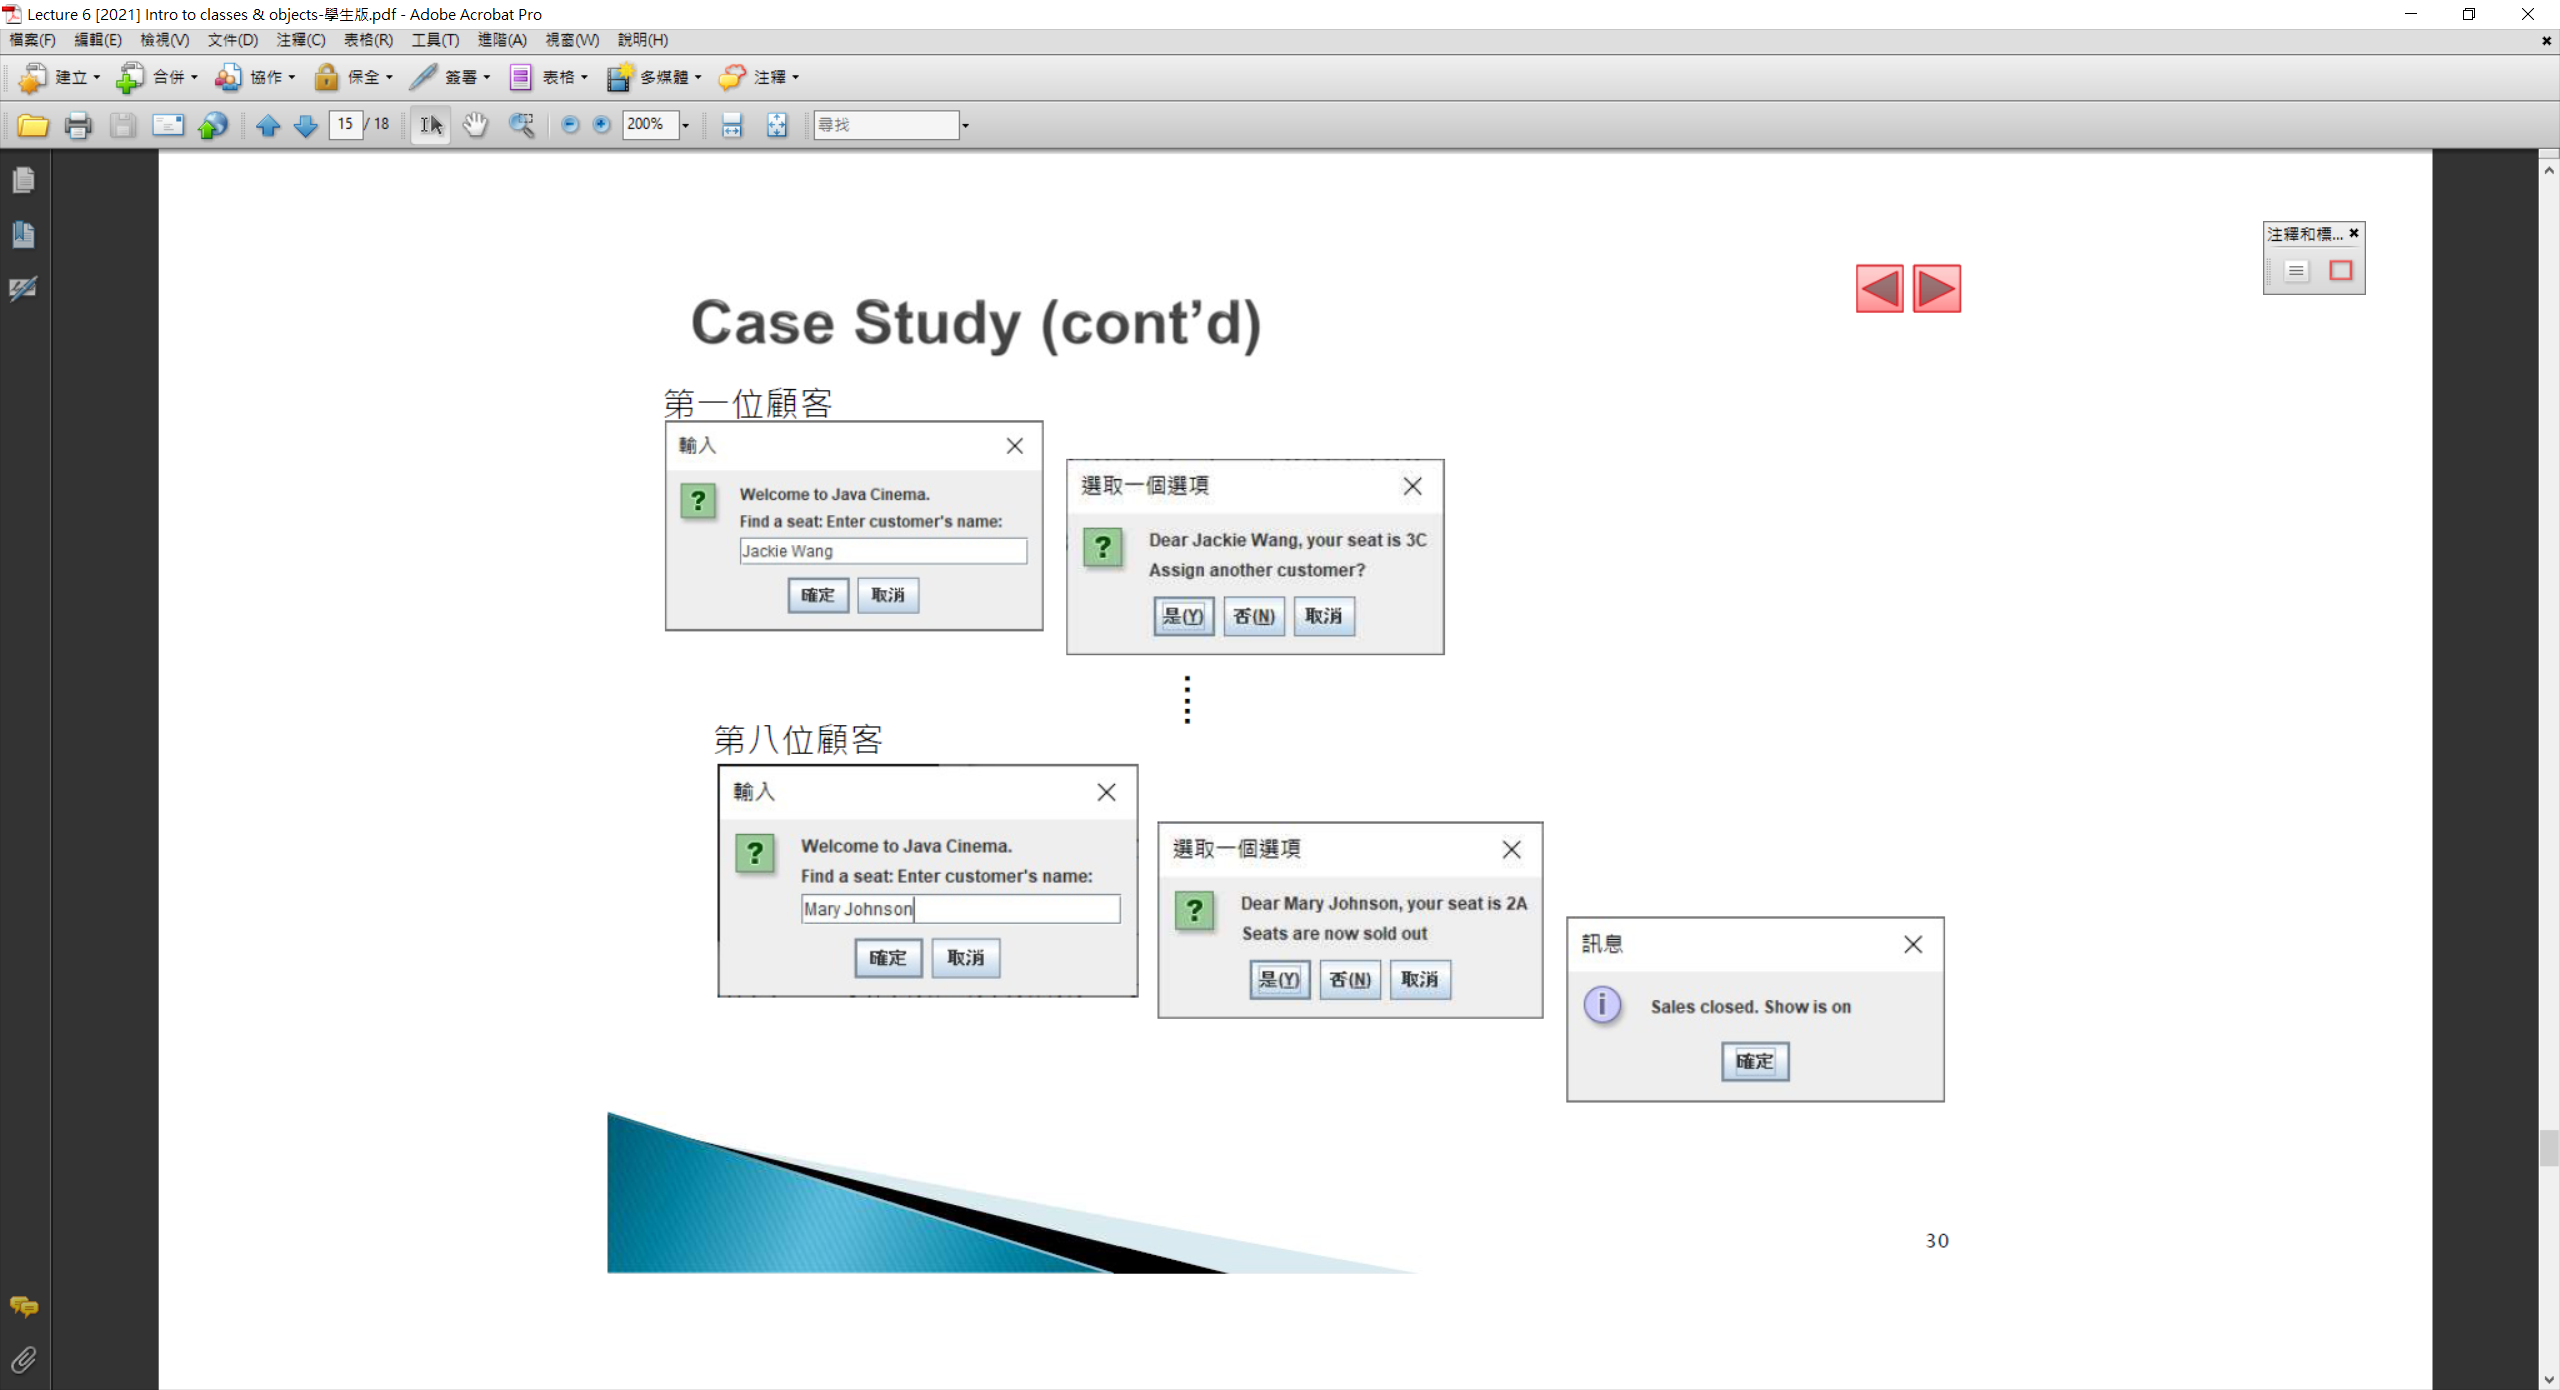 Lecture 6 [2021] Intro to classes & objects-學生版.pdf - Adobe Acrobat Pro
檔案(F) 編輯(E) 檢視(V) 文件(D) 注釋(C) 表格(R) 工具(T) 進階(A) 視窗(W) 說明(H)
建立 合併 協作 保全 簽署 表格 多媒體 注釋
15 / 18 200% 尋找
注釋和標...
Case Study (cont’d)
第一位顧客
輸入
Welcome to Java Cinema.
Find a seat: Enter customer's name:
Jackie Wang
確定 取消
選取一個選項
Dear Jackie Wang, your seat is 3C
Assign another customer?
是(Y) 否(N) 取消
第八位顧客
輸入
Welcome to Java Cinema.
Find a seat: Enter customer's name:
Mary Johnson
確定 取消
選取一個選項
Dear Mary Johnson, your seat is 2A
Seats are now sold out
是(Y) 否(N) 取消
訊息
Sales closed. Show is on
確定
30